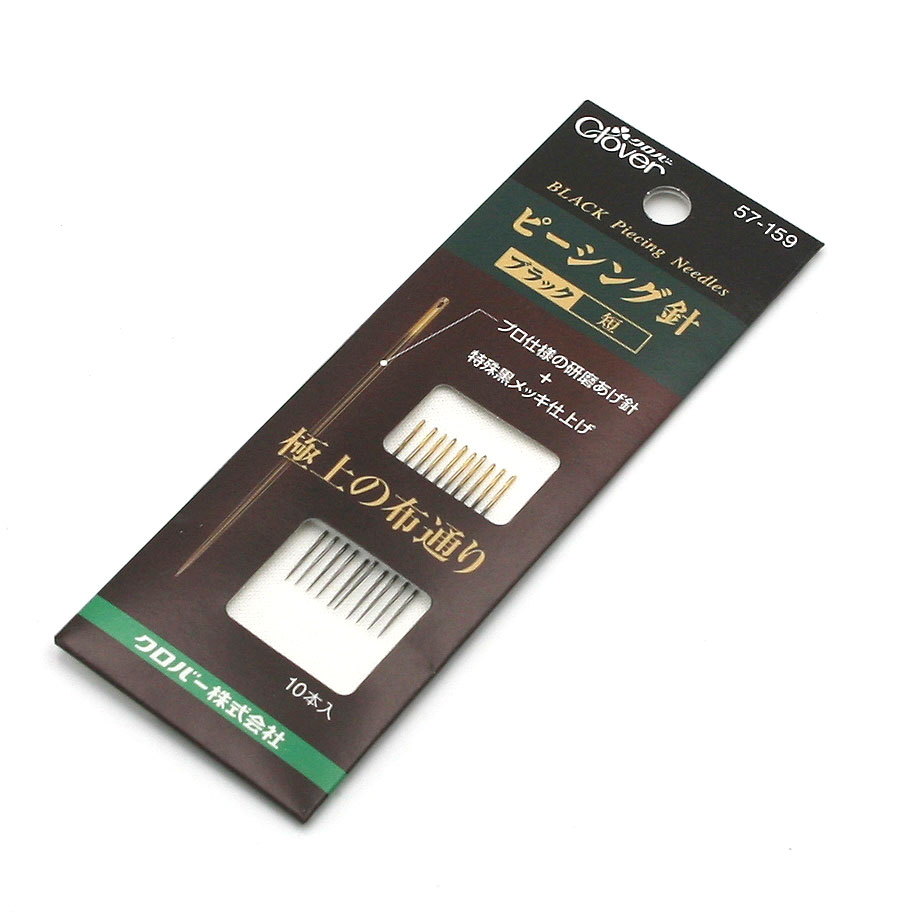 クロバー
Clover
57-159
BLACK Piecing Needles
ピーシング針
ブラック 短
プロ仕様の研磨あげ針
+
特殊黒メッキ仕上げ
極上の布通り
10本入
クロバー株式会社